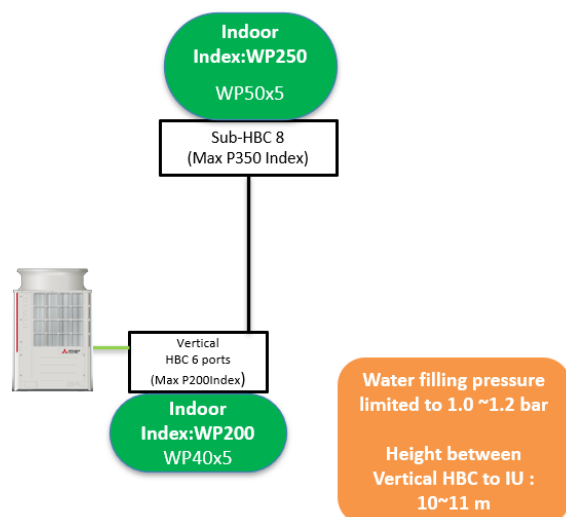 Indoor
Index:WP250
WP50x5
Sub-HBC 8
(Max P350 Index)
Vertical
HBC 6 ports
(Max P200Index)
Indoor
Index:WP200
WP40x5
Water filling pressure
limited to 1.0 ~1.2 bar
Height between
Vertical HBC to IU :
10~11 m